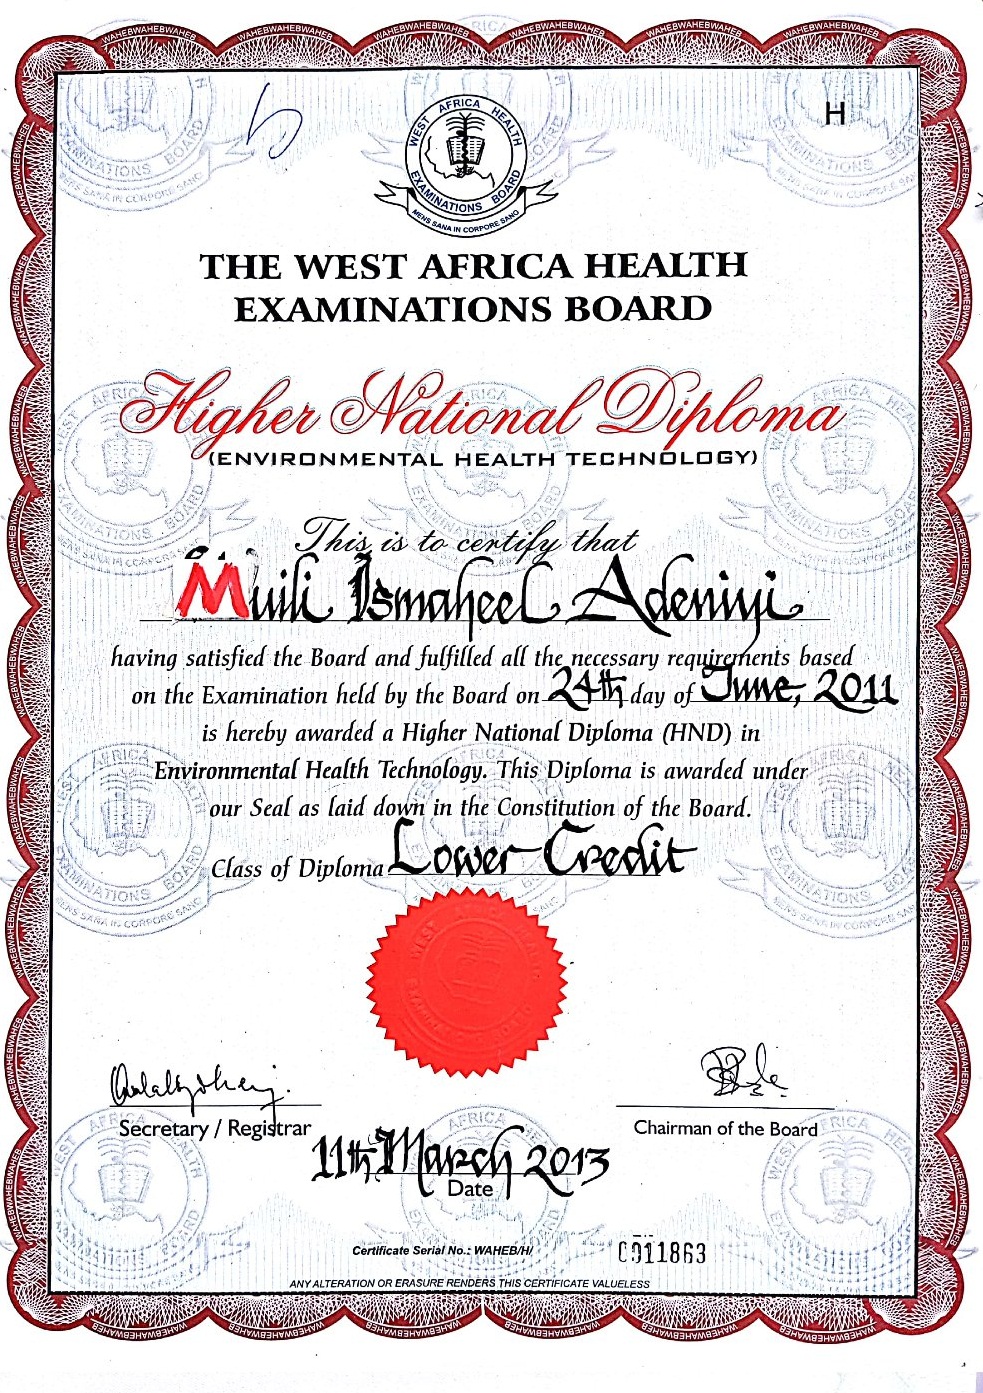 H
WEST AFRICA HEALTH
EXAMINATIONS BOARD
MENS SANA IN CORPORE SANO
THE WEST AFRICA HEALTH
EXAMINATIONS BOARD
Higher National Diploma
(ENVIRONMENTAL HEALTH TECHNOLOGY)
This is to certify that
Muili Ismaheel Adeniyi
having satisfied the Board and fulfilled all the necessary requirements based
on the Examination held by the Board on 24th day of June, 2011
is hereby awarded a Higher National Diploma (HND) in
Environmental Health Technology. This Diploma is awarded under
our Seal as laid down in the Constitution of the Board.
Class of Diploma Lower Credit
Secretary / Registrar
Chairman of the Board
11th March 2013
Date
Certificate Serial No.: WAHEB/H/ 011863
ANY ALTERATION OR ERASURE RENDERS THIS CERTIFICATE VALUELESS